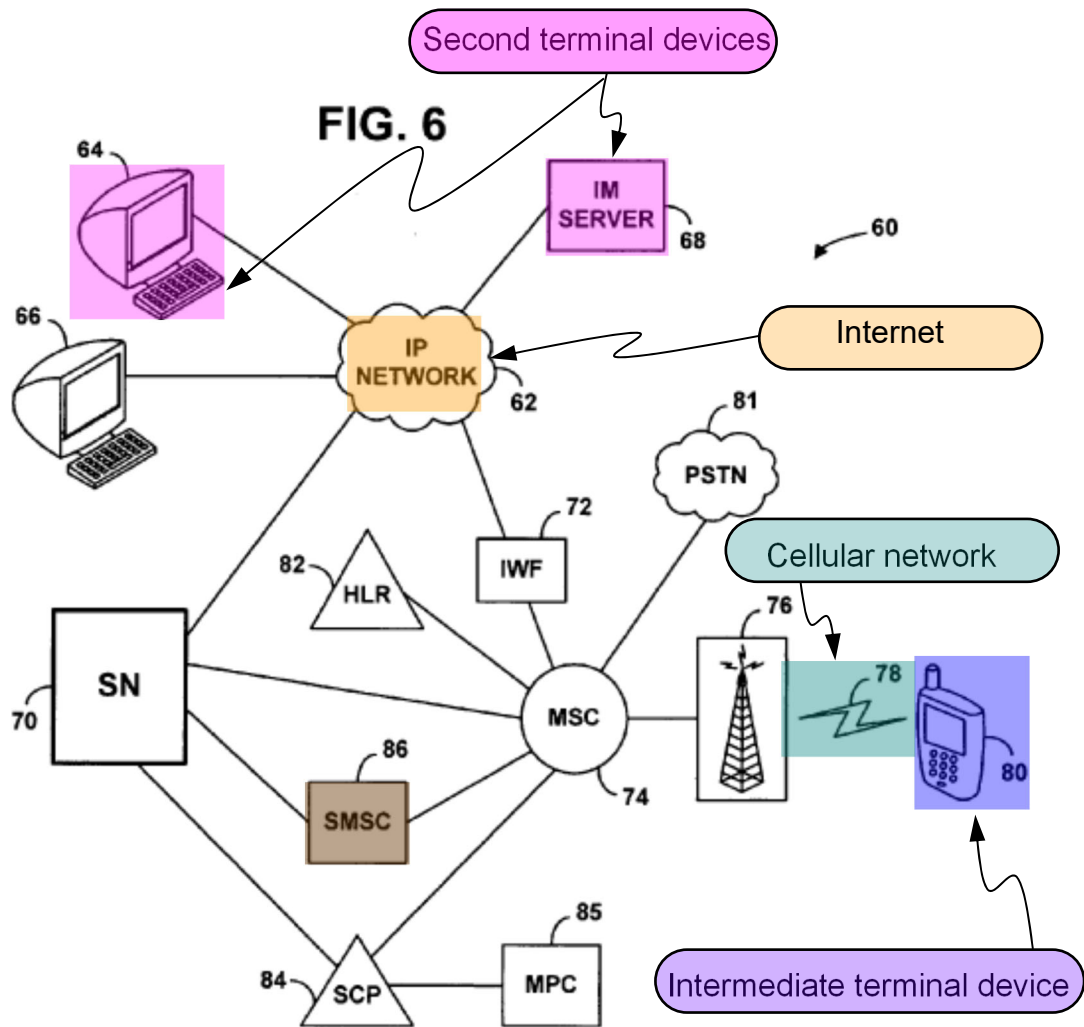 Second terminal devices
FIG. 6
64
IM
SERVER
68
60
66
IP
NETWORK
62
Internet
81
PSTN
72
IWF
82
HLR
Cellular network
76
SN
70
MSC
74
78
80
86
SMSC
85
84
SCP
MPC
Intermediate terminal device